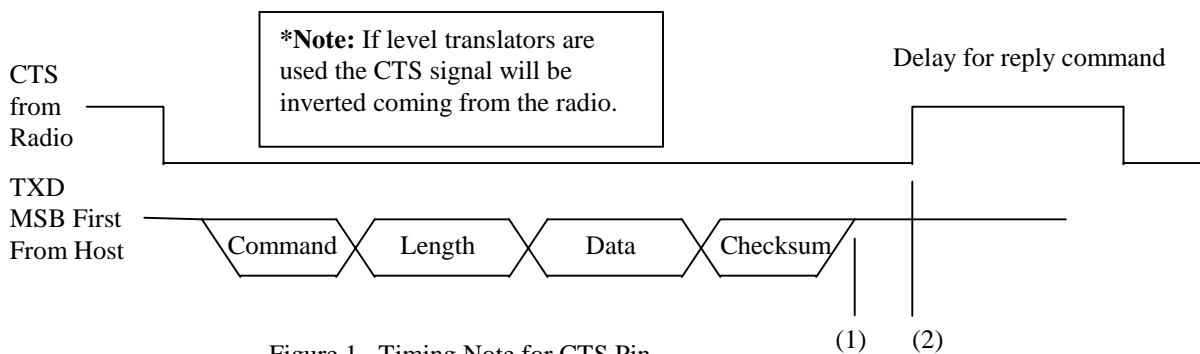 *Note: If level translators are
used the CTS signal will be
inverted coming from the radio.
Delay for reply command
CTS
from
Radio
TXD
MSB First
From Host
Command
Length
Data
Checksum
(1)
(2)
Figure 1 - Timing Note for CTS Pin